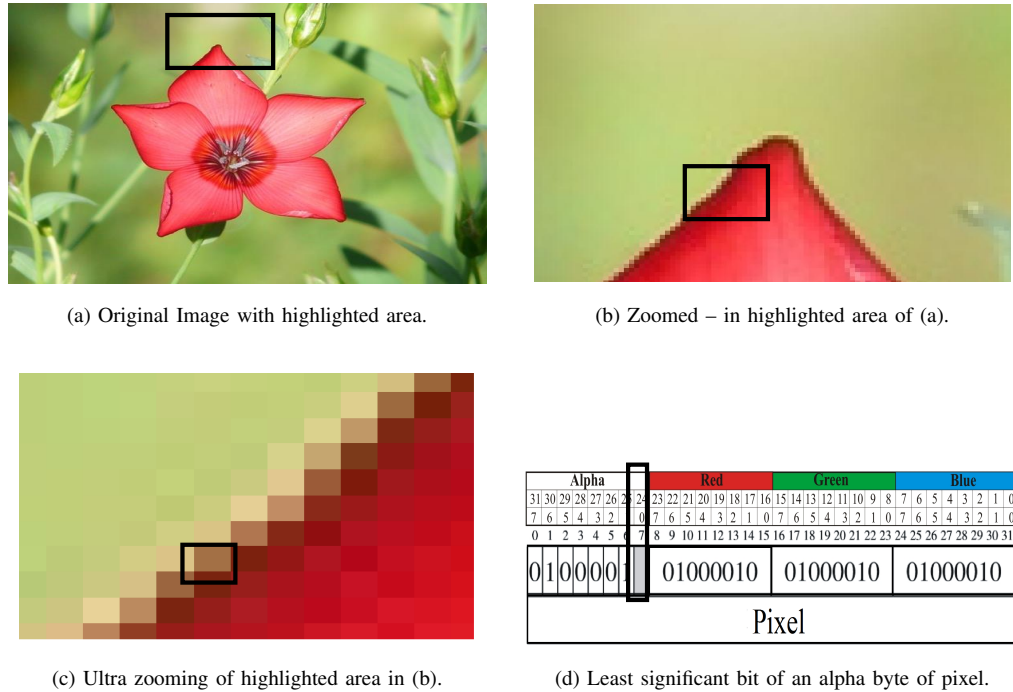 (a) Original Image with highlighted area.
(b) Zoomed – in highlighted area of (a).
(c) Ultra zooming of highlighted area in (b).
Alpha Red Green Blue
31 30 29 28 27 26 25 24 23 22 21 20 19 18 17 16 15 14 13 12 11 10 9 8 7 6 5 4 3 2 1 0
7 6 5 4 3 2 0 7 6 5 4 3 2 1 0 7 6 5 4 3 2 1 0 7 6 5 4 3 2 1 0
0 1 2 3 4 5 6 7 8 9 10 11 12 13 14 15 16 17 18 19 20 21 22 23 24 25 26 27 28 29 30 31
0 1 0 0 0 0 1 01000010 01000010 01000010
Pixel
(d) Least significant bit of an alpha byte of pixel.